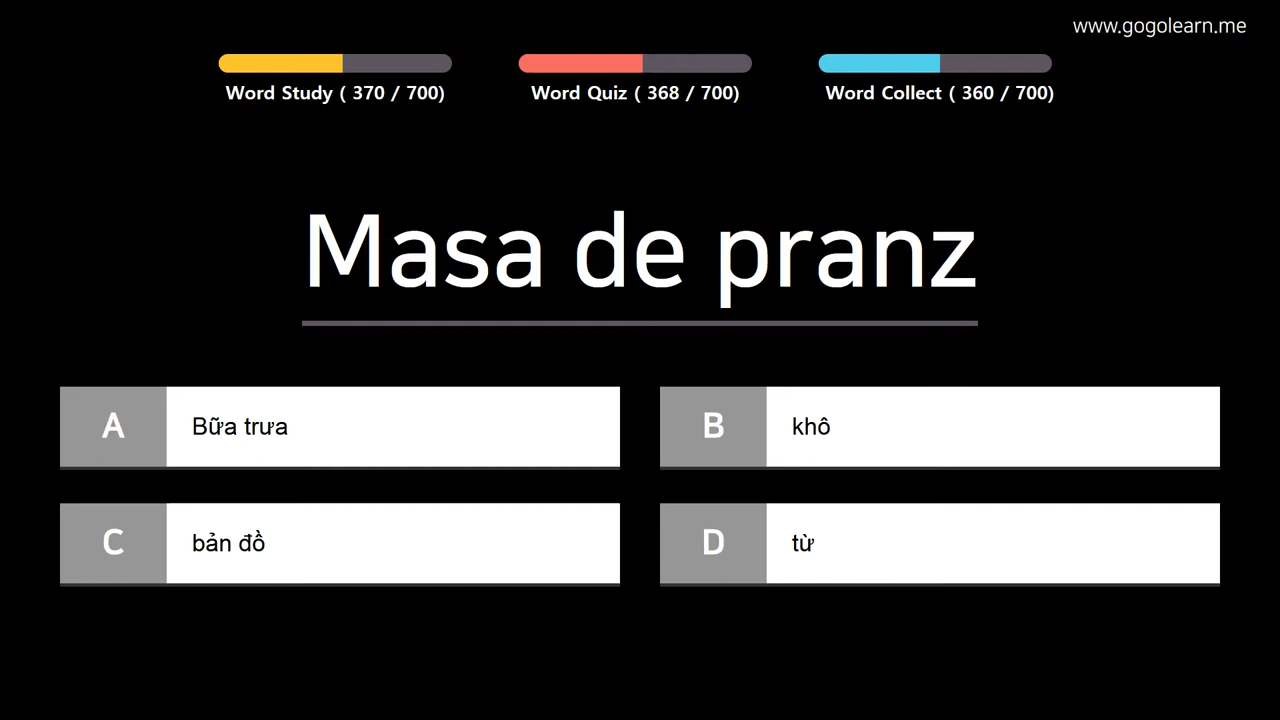 www.gogolearn.me
Word Study ( 370 / 700)
Word Quiz ( 368 / 700)
Word Collect ( 360 / 700)
Masa de pranz
A Bữa trưa
B khô
C bản đồ
D từ